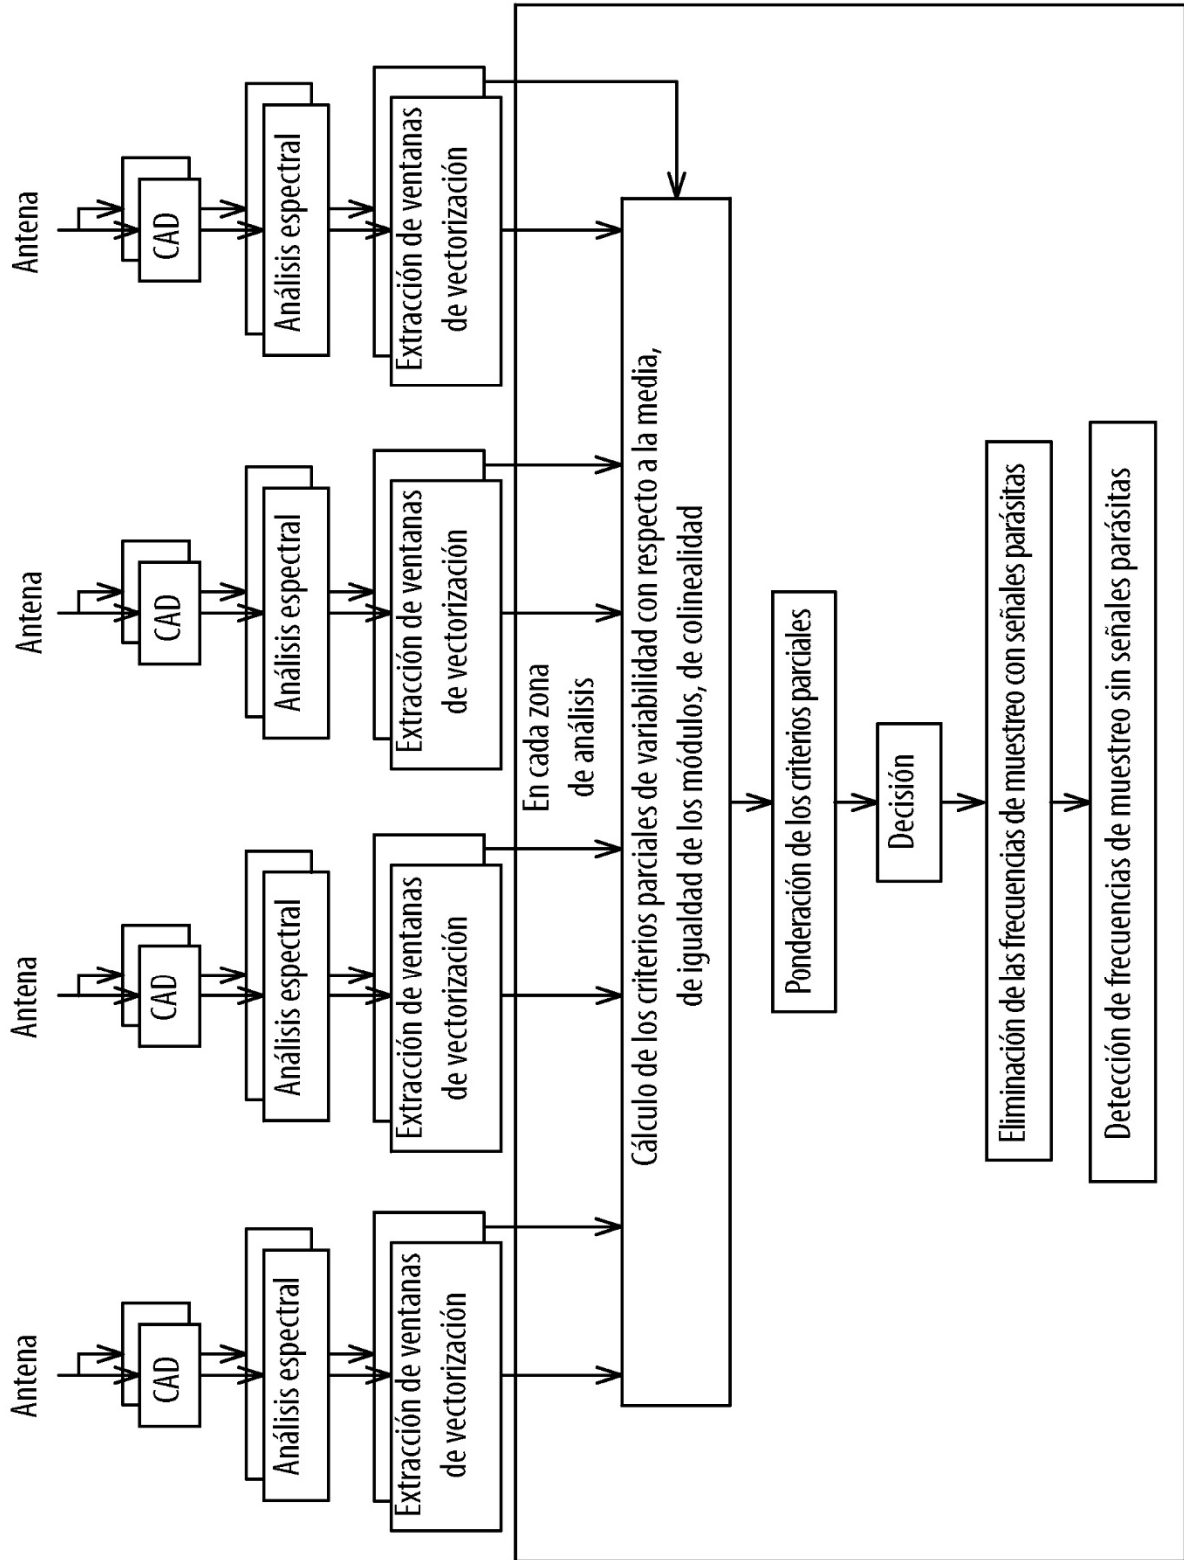 Antena
Antena
Antena
Antena
CAD
CAD
CAD
CAD
Análisis espectral
Análisis espectral
Análisis espectral
Análisis espectral
Extracción de ventanas
de vectorización
Extracción de ventanas
de vectorización
Extracción de ventanas
de vectorización
Extracción de ventanas
de vectorización
En cada zona
de análisis
Cálculo de los criterios parciales de variabilidad con respecto a la media,
de igualdad de los módulos, de colinealidad
Ponderación de los criterios parciales
Decisión
Eliminación de las frecuencias de muestreo con señales parásitas
Detección de frecuencias de muestreo sin señales parásitas